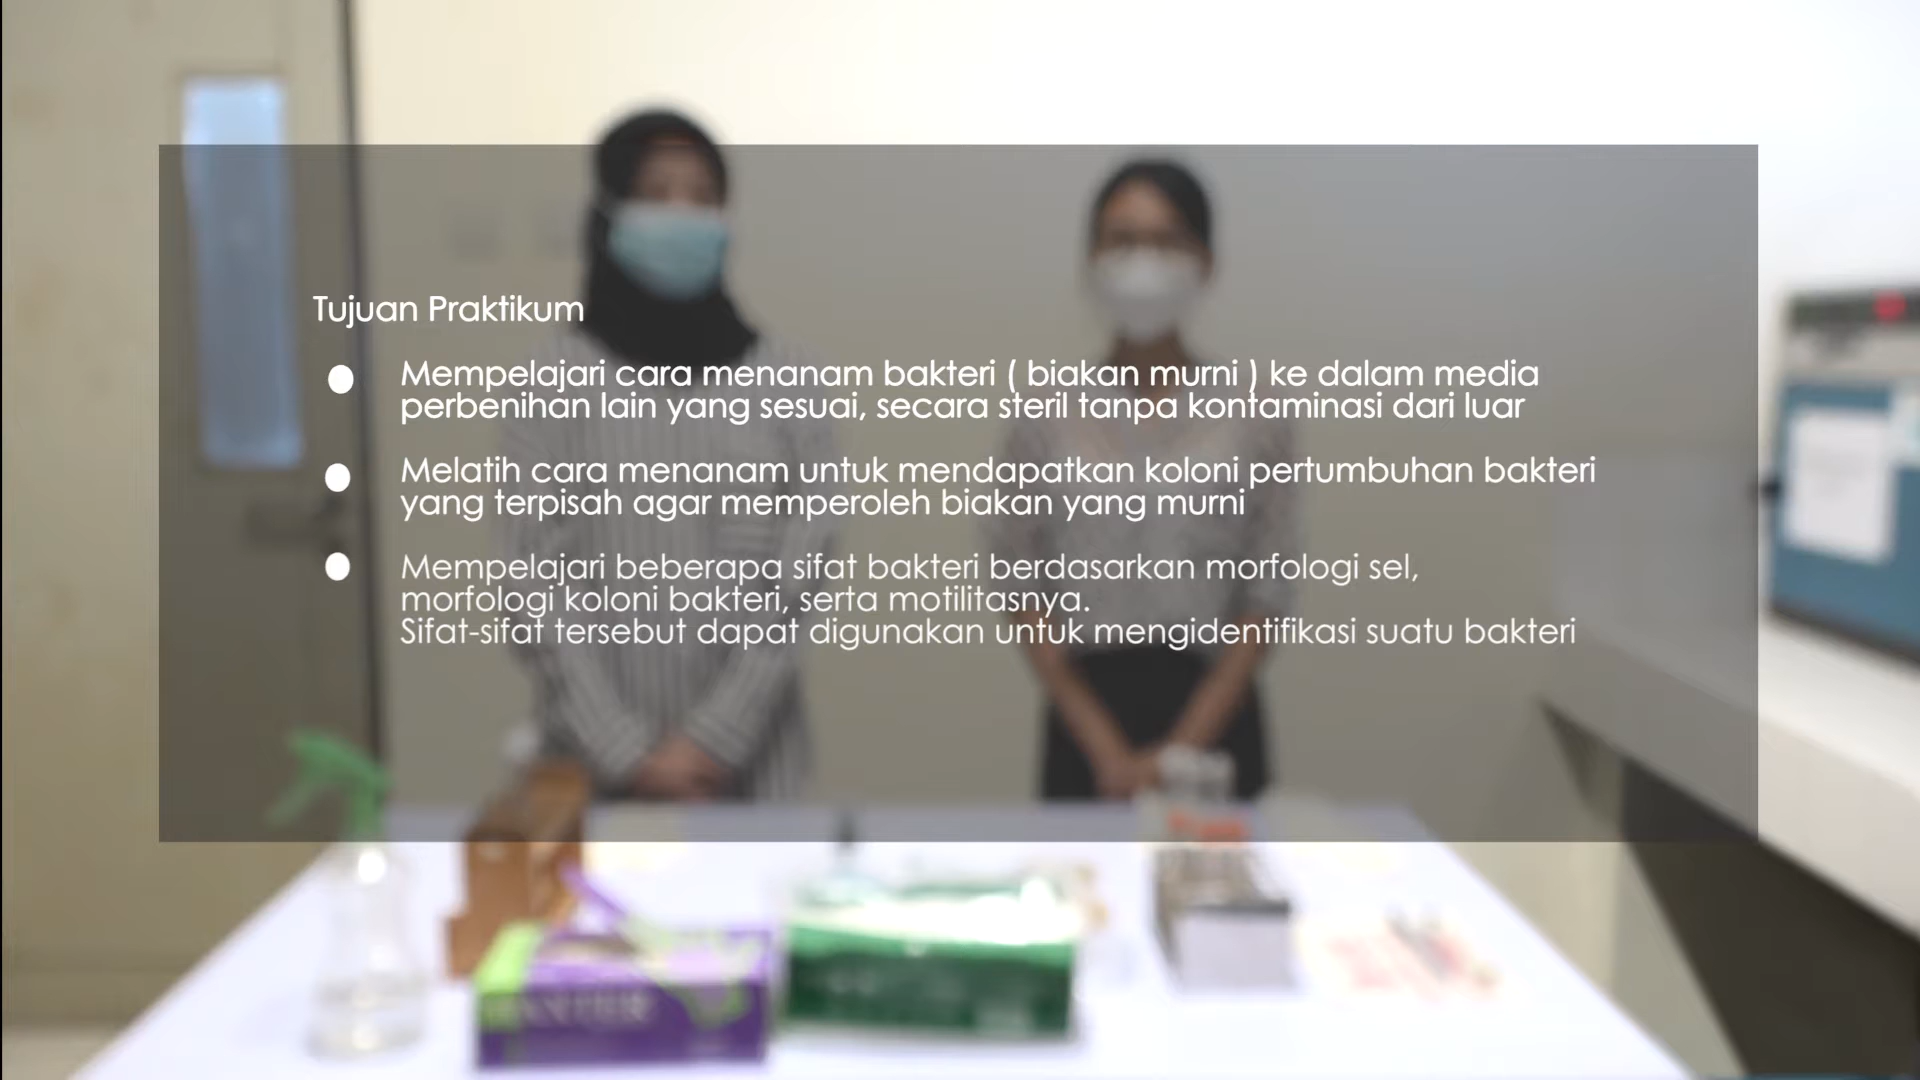 Tujuan Praktikum
Mempelajari cara menanam bakteri ( biakan murni ) ke dalam media
perbenihan lain yang sesuai, secara steril tanpa kontaminasi dari luar
Melatih cara menanam untuk mendapatkan koloni pertumbuhan bakteri
yang terpisah agar memperoleh biakan yang murni
Mempelajari beberapa sifat bakteri berdasarkan morfologi sel,
morfologi koloni bakteri, serta motilitasnya.
Sifat-sifat tersebut dapat digunakan untuk mengidentifikasi suatu bakteri